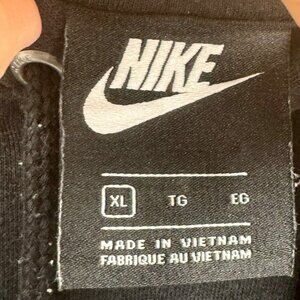 NIKE
XL TG EG
MADE IN VIETNAM
FABRIQUE AU VIETNAM